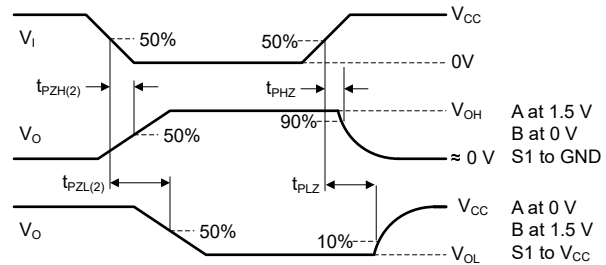 V_CC
V_I
50%
50%
0V
t_PZH(2)
t_PHZ
V_OH
A at 1.5 V
90%
V_O
50%
B at 0 V
≈ 0 V
S1 to GND
t_PZL(2)
t_PLZ
V_CC
A at 0 V
V_O
50%
10%
B at 1.5 V
V_OL
S1 to V_CC